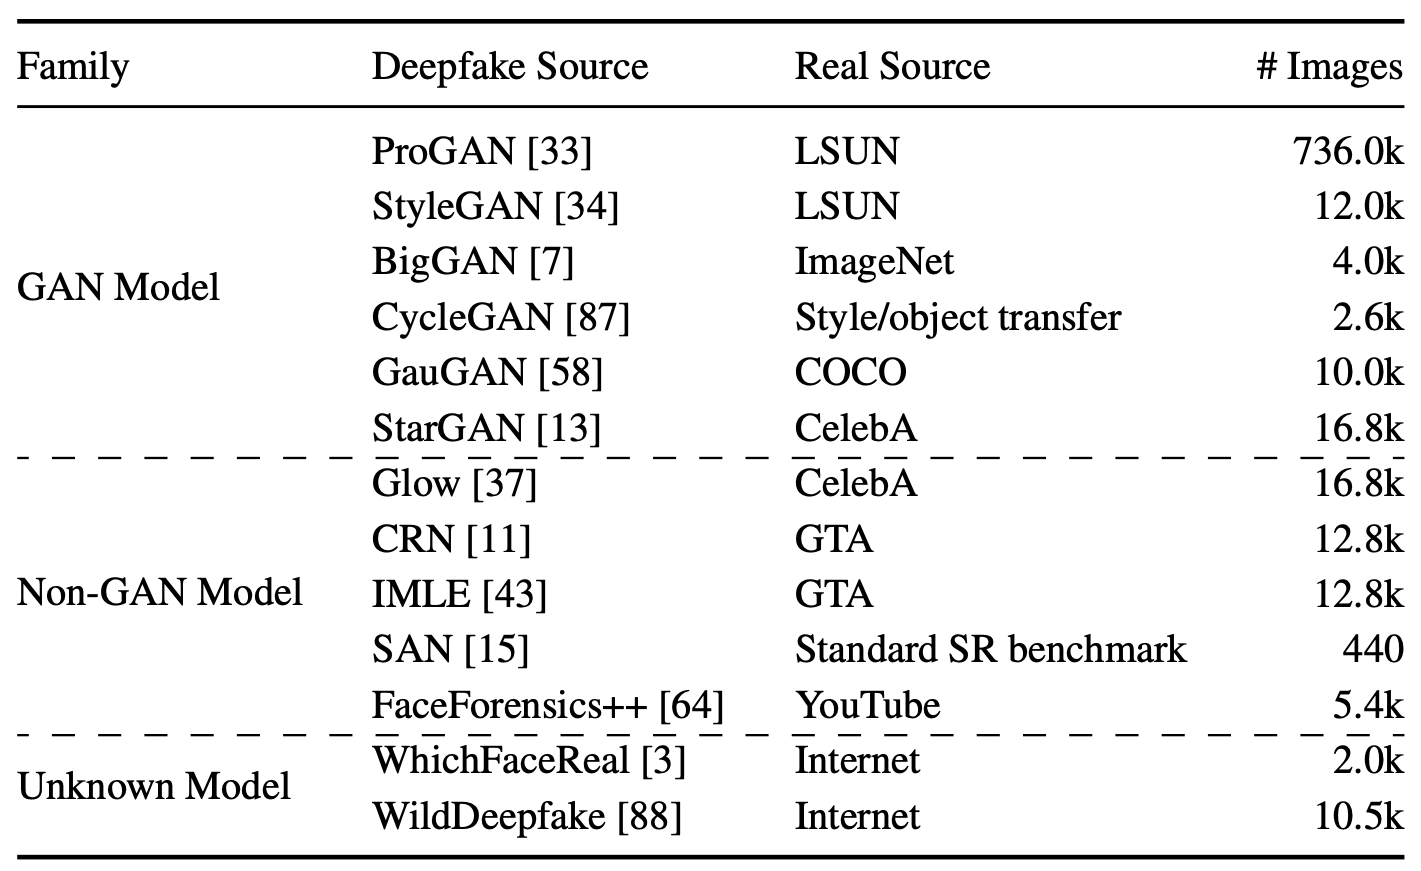 Family Deepfake Source Real Source # Images
ProGAN [33] LSUN 736.0k
StyleGAN [34] LSUN 12.0k
BigGAN [7] ImageNet 4.0k
GAN Model
CycleGAN [87] Style/object transfer 2.6k
GauGAN [58] COCO 10.0k
StarGAN [13] CelebA 16.8k
Glow [37] CelebA 16.8k
CRN [11] GTA 12.8k
Non-GAN Model IMLE [43] GTA 12.8k
SAN [15] Standard SR benchmark 440
FaceForensics++ [64] YouTube 5.4k
WhichFaceReal [3] Internet 2.0k
Unknown Model
WildDeepfake [88] Internet 10.5k